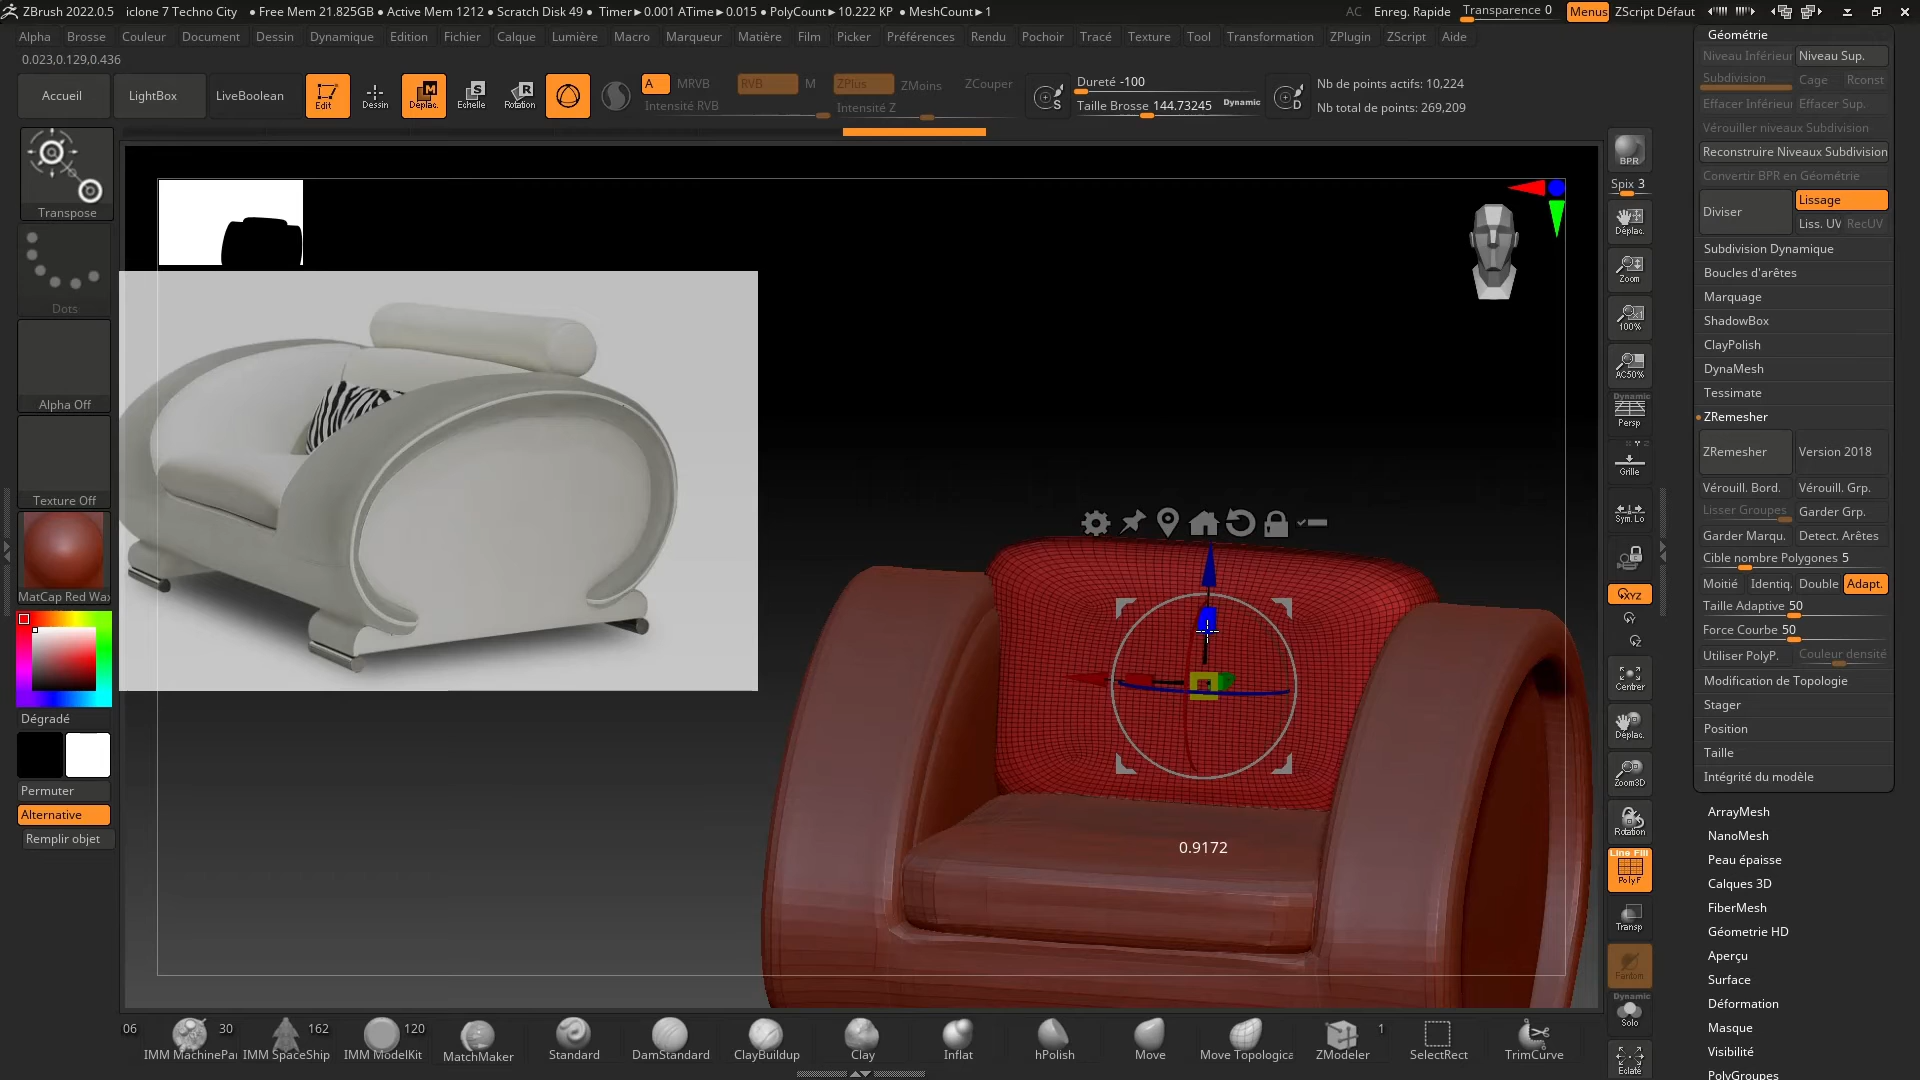 ZBrush 2022.0.5 iclone 7 Techno City • Free Mem 21.825GB • Active Mem 1212 • Scratch Disk 49 • Timer►0.001 ATime►0.015 • PolyCount►10.222 KP • MeshCount►1 AC Enreg. Rapide Transparence 0 Menus ZScript Défaut
Alpha Brosse Couleur Document Dessin Dynamique Edition Fichier Calque Lumière Macro Marqueur Matière Film Picker Préférences Rendu Pochoir Tracé Texture Tool Transformation ZPlugin ZScript Aide
0.023,0.129,0.436
Accueil LightBox LiveBoolean Edit Dessin Déplac. Echelle Rotation
A MRVB RVB M ZPlus ZMoins ZCouper
Intensité RVB Intensité Z
Dureté -100
Taille Brosse 144.73245 Dynamic
Nb de points actifs: 10,224
Nb total de points: 269,209
Transpose
Dots
Alpha Off
Texture Off
MatCap Red Wax
Dégradé
Permuter
Alternative
Remplir objet
0.9172
BPR
Spix 3
Déplac.
Zoom
100%
AC50%
Dynamic
Persp
Grille
Sym. Lo
XYZ
Centrer
Déplac.
Zoom3D
Rotation
Line Fill
PolyF
Transp
Fantom
Dynamic
Solo
Eclaté
Géométrie
Niveau Inférieur Niveau Sup.
Subdivision Cage Reconst
Effacer Inférieur Effacer Sup.
Vérouiller niveaux Subdivision
Reconstruire Niveaux Subdivision
Convertir BPR en Géométrie
Diviser Lissage
Liss. UV RecUV
Subdivision Dynamique
Boucles d'arêtes
Marquage
ShadowBox
ClayPolish
DynaMesh
Tessimate
ZRemesher
ZRemesher Version 2018
Vérouill. Bord. Vérouill. Grp.
Lisser Groupes Garder Grp.
Garder Marqu. Detect. Arêtes
Cible nombre Polygones 5
Moitié Identiq. Double Adapt.
Taille Adaptive 50
Force Courbe 50
Utiliser PolyP. Couleur densité
Modification de Topologie
Stager
Position
Taille
Intégrité du modèle
ArrayMesh
NanoMesh
Peau épaisse
Calques 3D
FiberMesh
Géometrie HD
Aperçu
Surface
Déformation
Masque
Visibilité
PolyGroupes
06 30 162 120 1
IMM MachinePar IMM SpaceShip IMM ModelKit MatchMaker Standard DamStandard ClayBuildup Clay Inflat hPolish Move Move Topologica ZModeler SelectRect TrimCurve